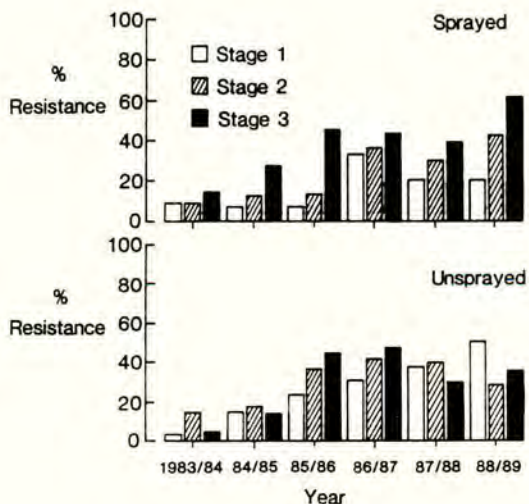 Sprayed
100
80
60
40
20
0
%
Resistance
Stage 1
Stage 2
Stage 3
Unsprayed
100
80
60
40
20
0
%
Resistance
1983/84 84/85 85/86 86/87 87/88 88/89
Year